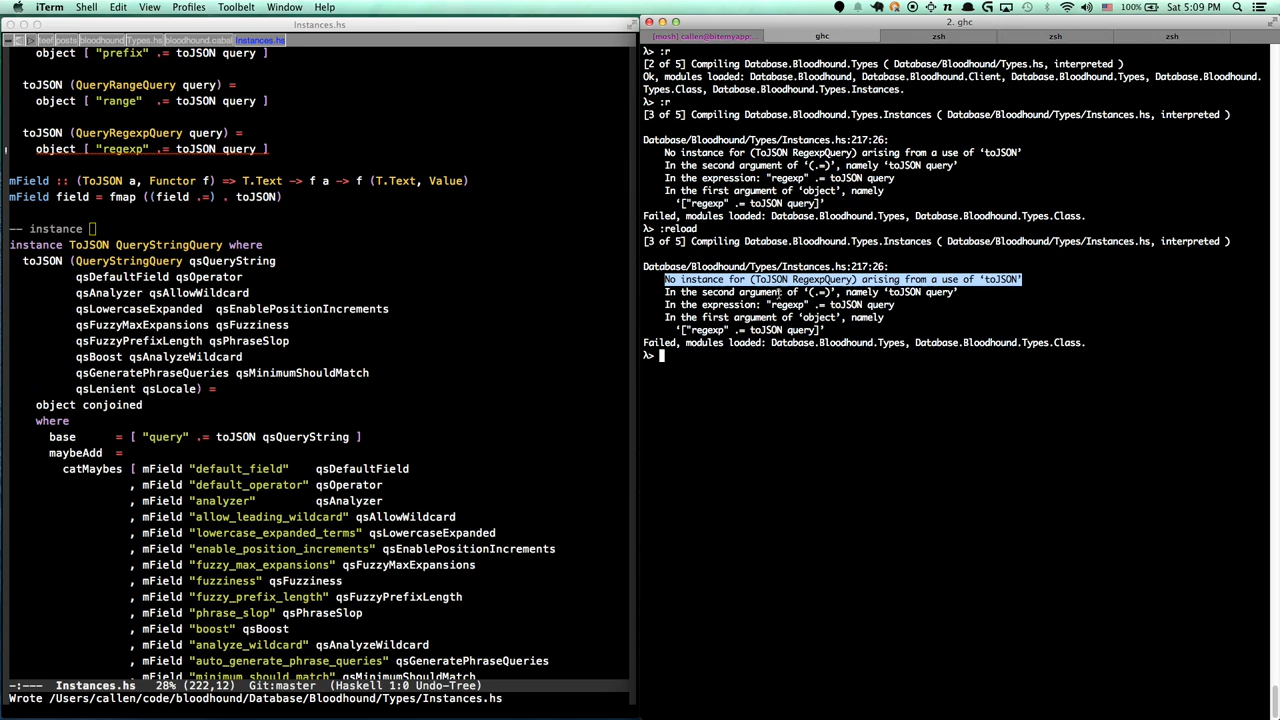 iTerm Shell Edit View Profiles Toolbelt Window Help
100% Sat 5:09 PM
Instances.hs
posts bloodhound Types.hs bloodhound.cabal Instances.hs
object [ "prefix" .= toJSON query ]
toJSON (QueryRangeQuery query) =
object [ "range"  .= toJSON query ]
toJSON (QueryRegexpQuery query) =
object [ "regexp" .= toJSON query ]
mField :: (ToJSON a, Functor f) => T.Text -> f a -> f (T.Text, Value)
mField field = fmap ((field .=) . toJSON)
-- instance
instance ToJSON QueryStringQuery where
toJSON (QueryStringQuery qsQueryString
qsDefaultField qsOperator
qsAnalyzer qsAllowWildcard
qsLowercaseExpanded  qsEnablePositionIncrements
qsFuzzyMaxExpansions qsFuzziness
qsFuzzyPrefixLength qsPhraseSlop
qsBoost qsAnalyzeWildcard
qsGeneratePhraseQueries qsMinimumShouldMatch
qsLenient qsLocale) =
object conjoined
where
base      = [ "query" .= toJSON qsQueryString ]
maybeAdd  =
catMaybes [ mField "default_field"    qsDefaultField
, mField "default_operator" qsOperator
, mField "analyzer"         qsAnalyzer
, mField "allow_leading_wildcard" qsAllowWildcard
, mField "lowercase_expanded_terms" qsLowercaseExpanded
, mField "enable_position_increments" qsEnablePositionIncrements
, mField "fuzzy_max_expansions" qsFuzzyMaxExpansions
, mField "fuzziness" qsFuzziness
, mField "fuzzy_prefix_length" qsFuzzyPrefixLength
, mField "phrase_slop" qsPhraseSlop
, mField "boost" qsBoost
, mField "analyze_wildcard" qsAnalyzeWildcard
, mField "auto_generate_phrase_queries" qsGeneratePhraseQueries
, mField "minimum_should_match" qsMinimumShouldMatch
-:---  Instances.hs   28% (222,12)   Git:master  (Haskell 1:0 Undo-Tree)
Wrote /Users/callen/code/bloodhound/Database/Bloodhound/Types/Instances.hs
2. ghc
[mosh] callen@bitemyapp:... ghc zsh zsh zsh
λ> :r
[2 of 5] Compiling Database.Bloodhound.Types ( Database/Bloodhound/Types.hs, interpreted )
Ok, modules loaded: Database.Bloodhound, Database.Bloodhound.Client, Database.Bloodhound.Types, Database.Bloodhound.
Types.Class, Database.Bloodhound.Types.Instances.
λ> :r
[3 of 5] Compiling Database.Bloodhound.Types.Instances ( Database/Bloodhound/Types/Instances.hs, interpreted )
Database/Bloodhound/Types/Instances.hs:217:26:
No instance for (ToJSON RegexpQuery) arising from a use of ‘toJSON’
In the second argument of ‘(.=)’, namely ‘toJSON query’
In the expression: "regexp" .= toJSON query
In the first argument of ‘object’, namely
‘["regexp" .= toJSON query]’
Failed, modules loaded: Database.Bloodhound.Types, Database.Bloodhound.Types.Class.
λ> :reload
[3 of 5] Compiling Database.Bloodhound.Types.Instances ( Database/Bloodhound/Types/Instances.hs, interpreted )
Database/Bloodhound/Types/Instances.hs:217:26:
No instance for (ToJSON RegexpQuery) arising from a use of ‘toJSON’
In the second argument of ‘(.=)’, namely ‘toJSON query’
In the expression: "regexp" .= toJSON query
In the first argument of ‘object’, namely
‘["regexp" .= toJSON query]’
Failed, modules loaded: Database.Bloodhound.Types, Database.Bloodhound.Types.Class.
λ>